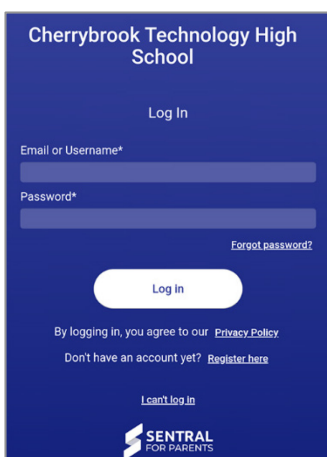 Cherrybrook Technology High
School
Log In
Email or Username*
Password*
Forgot password?
Log in
By logging in, you agree to our Privacy Policy
Don't have an account yet? Register here
I can't log in
SENTRAL
FOR PARENTS